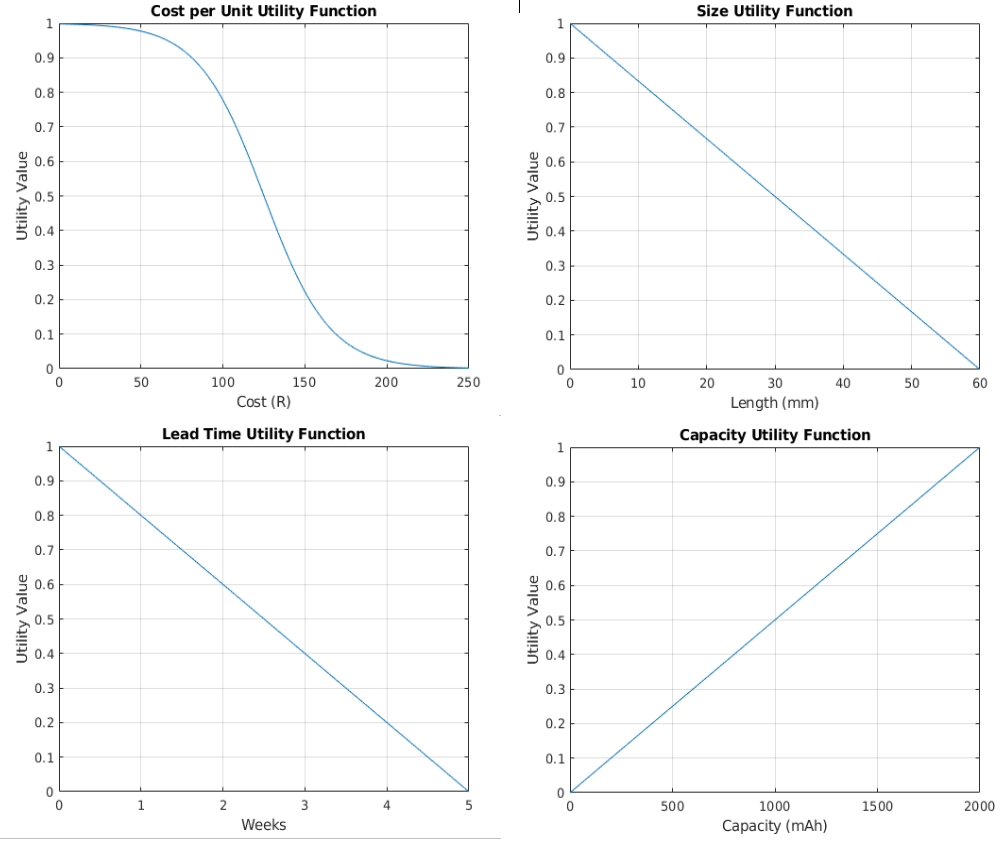 Cost per Unit Utility Function
1
0.9
0.8
0.7
0.6
0.5
0.4
0.3
0.2
0.1
0
Utility Value
0 50 100 150 200 250
Cost (R)
Size Utility Function
1
0.9
0.8
0.7
0.6
0.5
0.4
0.3
0.2
0.1
0
Utility Value
0 10 20 30 40 50 60
Length (mm)
Lead Time Utility Function
1
0.9
0.8
0.7
0.6
0.5
0.4
0.3
0.2
0.1
0
Utility Value
0 1 2 3 4 5
Weeks
Capacity Utility Function
1
0.9
0.8
0.7
0.6
0.5
0.4
0.3
0.2
0.1
0
Utility Value
0 500 1000 1500 2000
Capacity (mAh)